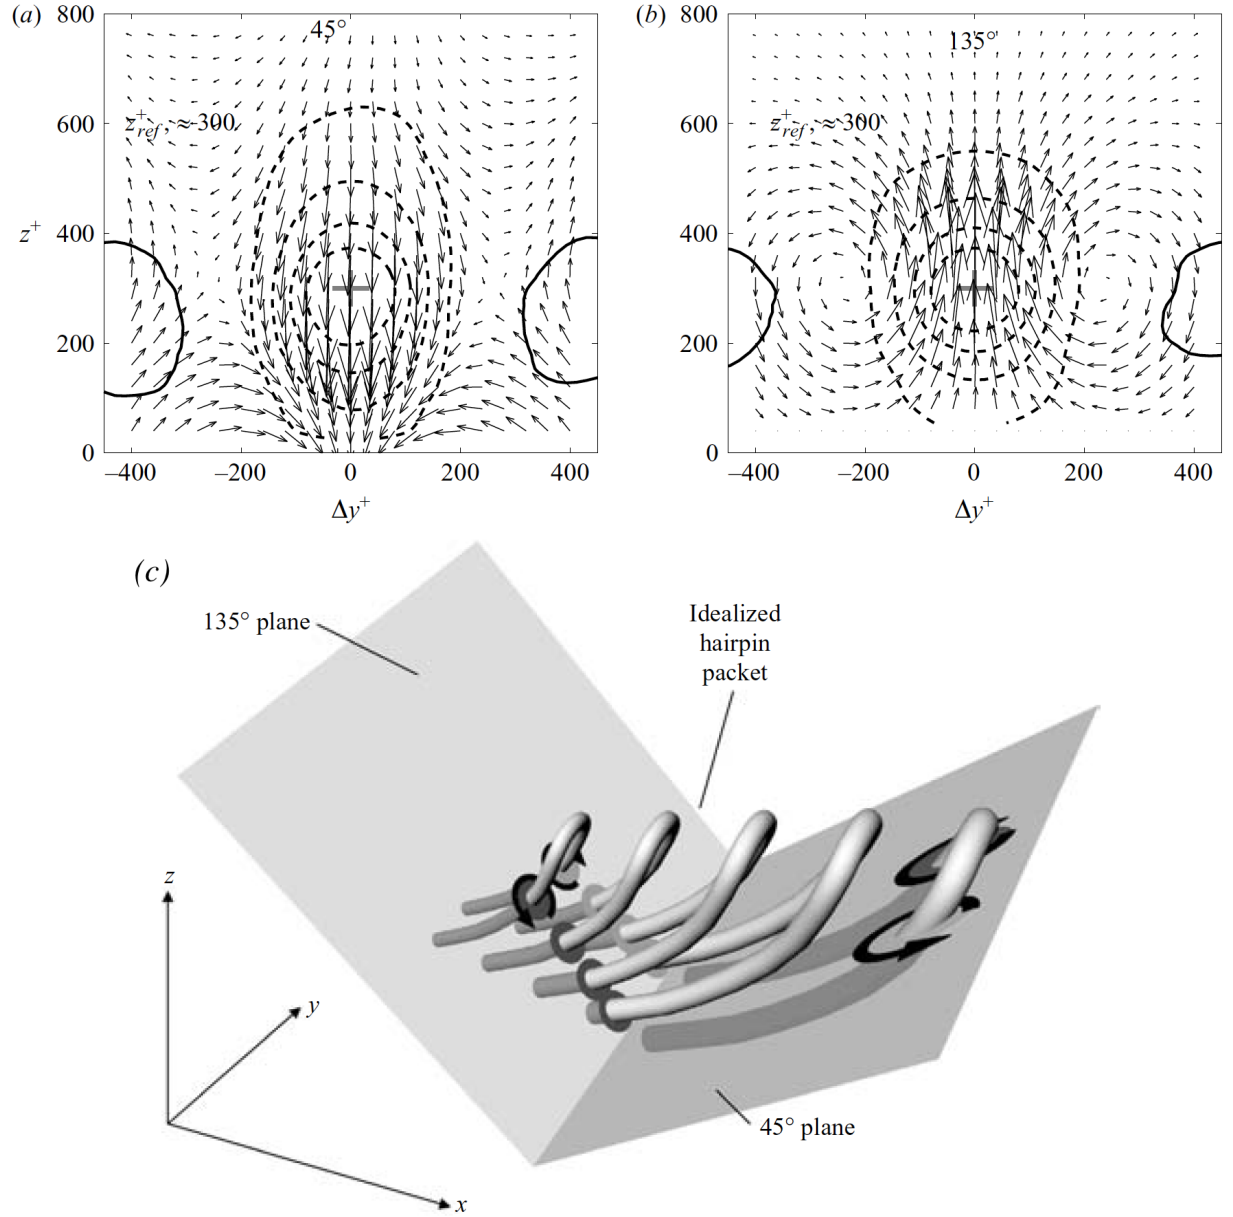 (a)
800
600
400
200
0
z+
45°
z+ref, ≈ 300
−400
−200
0
200
400
Δy+
(b)
800
600
400
200
0
135°
z+ref, ≈ 300
−400
−200
0
200
400
Δy+
(c)
135° plane
Idealized
hairpin
packet
z
y
x
45° plane